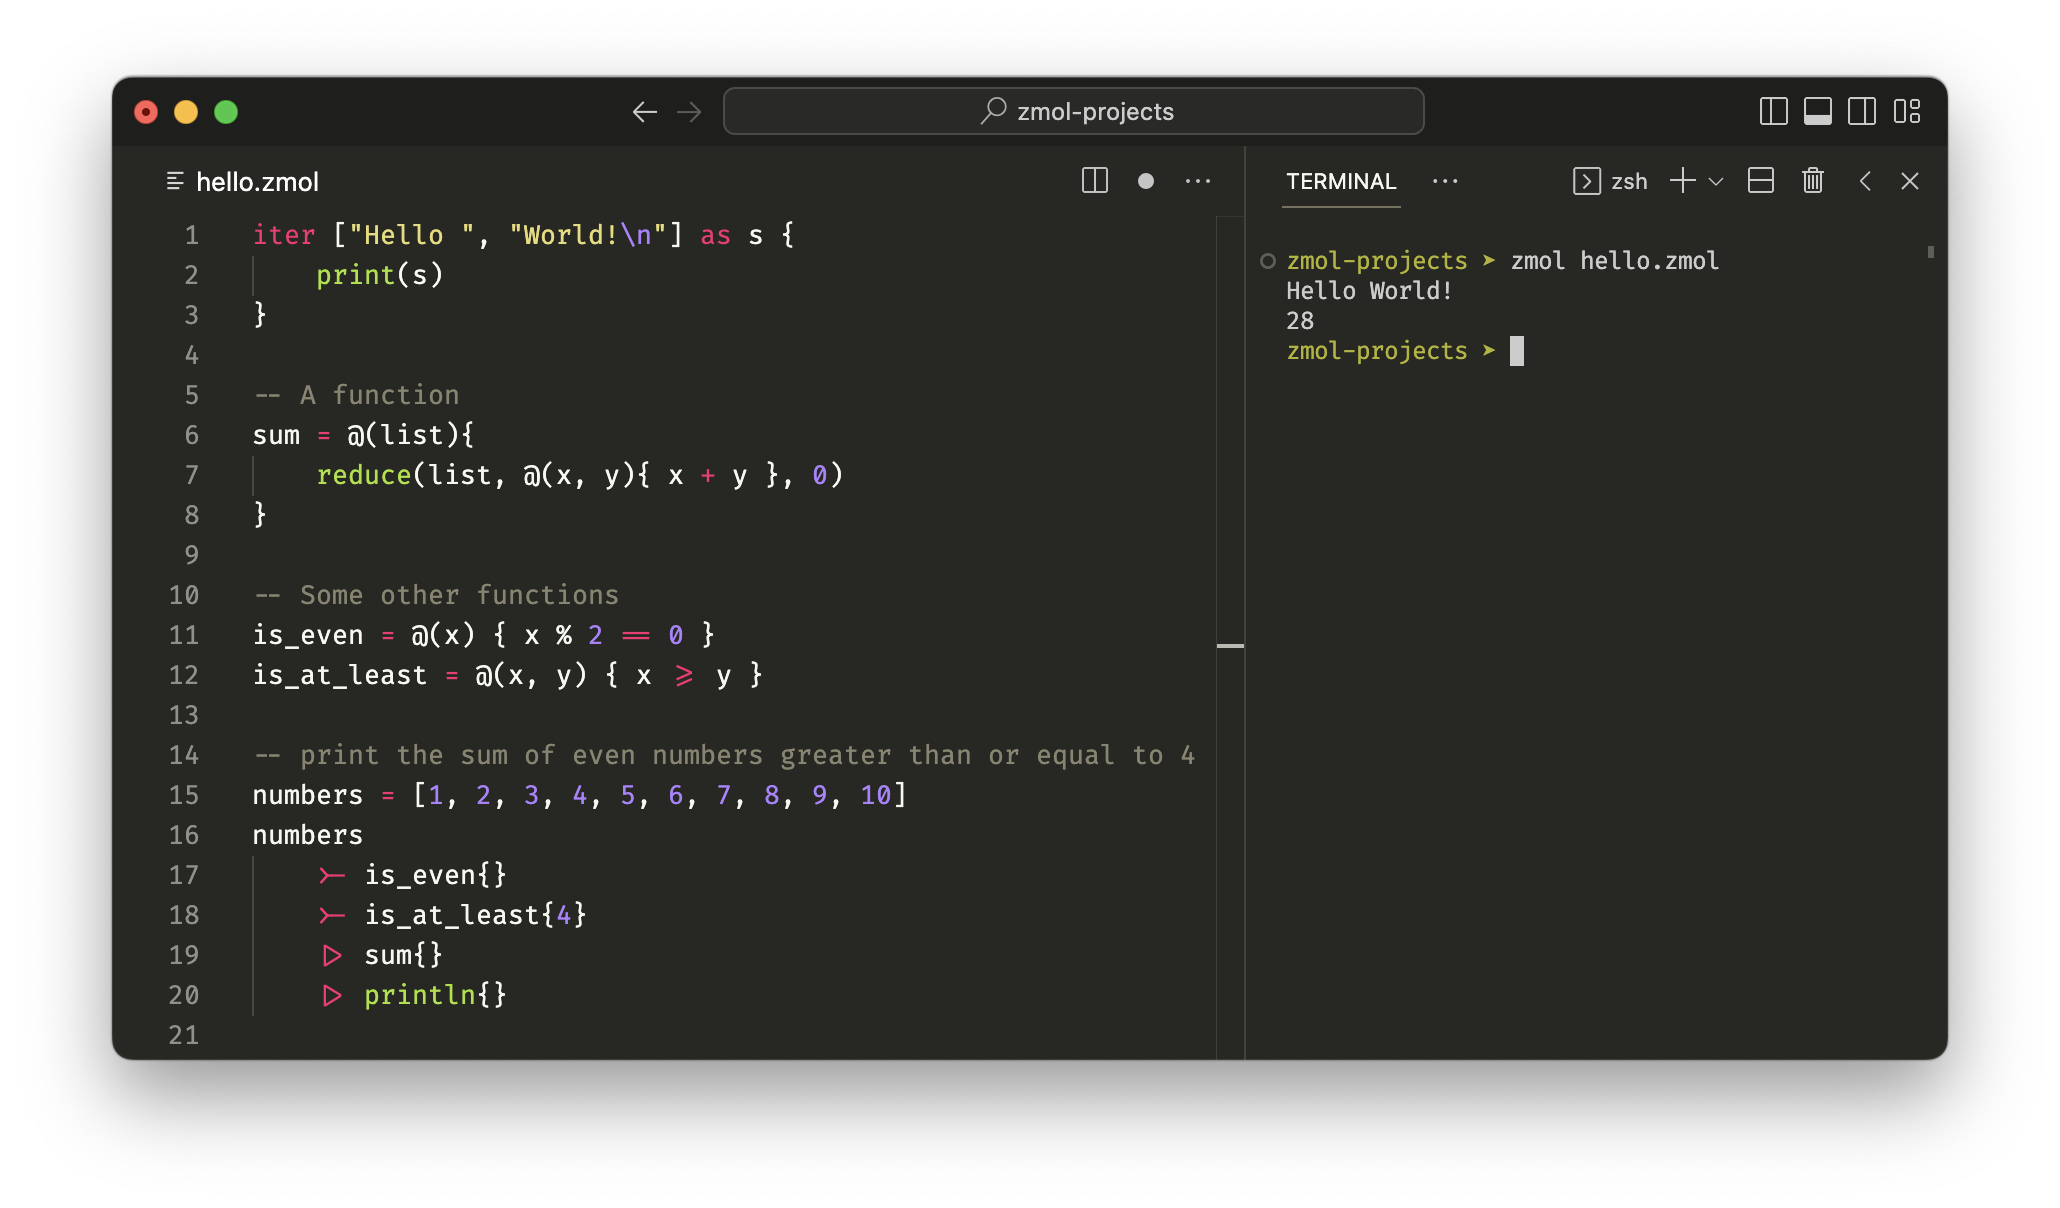 zmol-projects
hello.zmol
1 iter ["Hello ", "World!\n"] as s {
2 print(s)
3 }
4
5 -- A function
6 sum = @(list){
7 reduce(list, @(x, y){ x + y }, 0)
8 }
9
10 -- Some other functions
11 is_even = @(x) { x % 2 == 0 }
12 is_at_least = @(x, y) { x >= y }
13
14 -- print the sum of even numbers greater than or equal to 4
15 numbers = [1, 2, 3, 4, 5, 6, 7, 8, 9, 10]
16 numbers
17 >- is_even{}
18 >- is_at_least{4}
19 |> sum{}
20 |> println{}
21
TERMINAL zsh
zmol-projects ➤ zmol hello.zmol
Hello World!
28
zmol-projects ➤